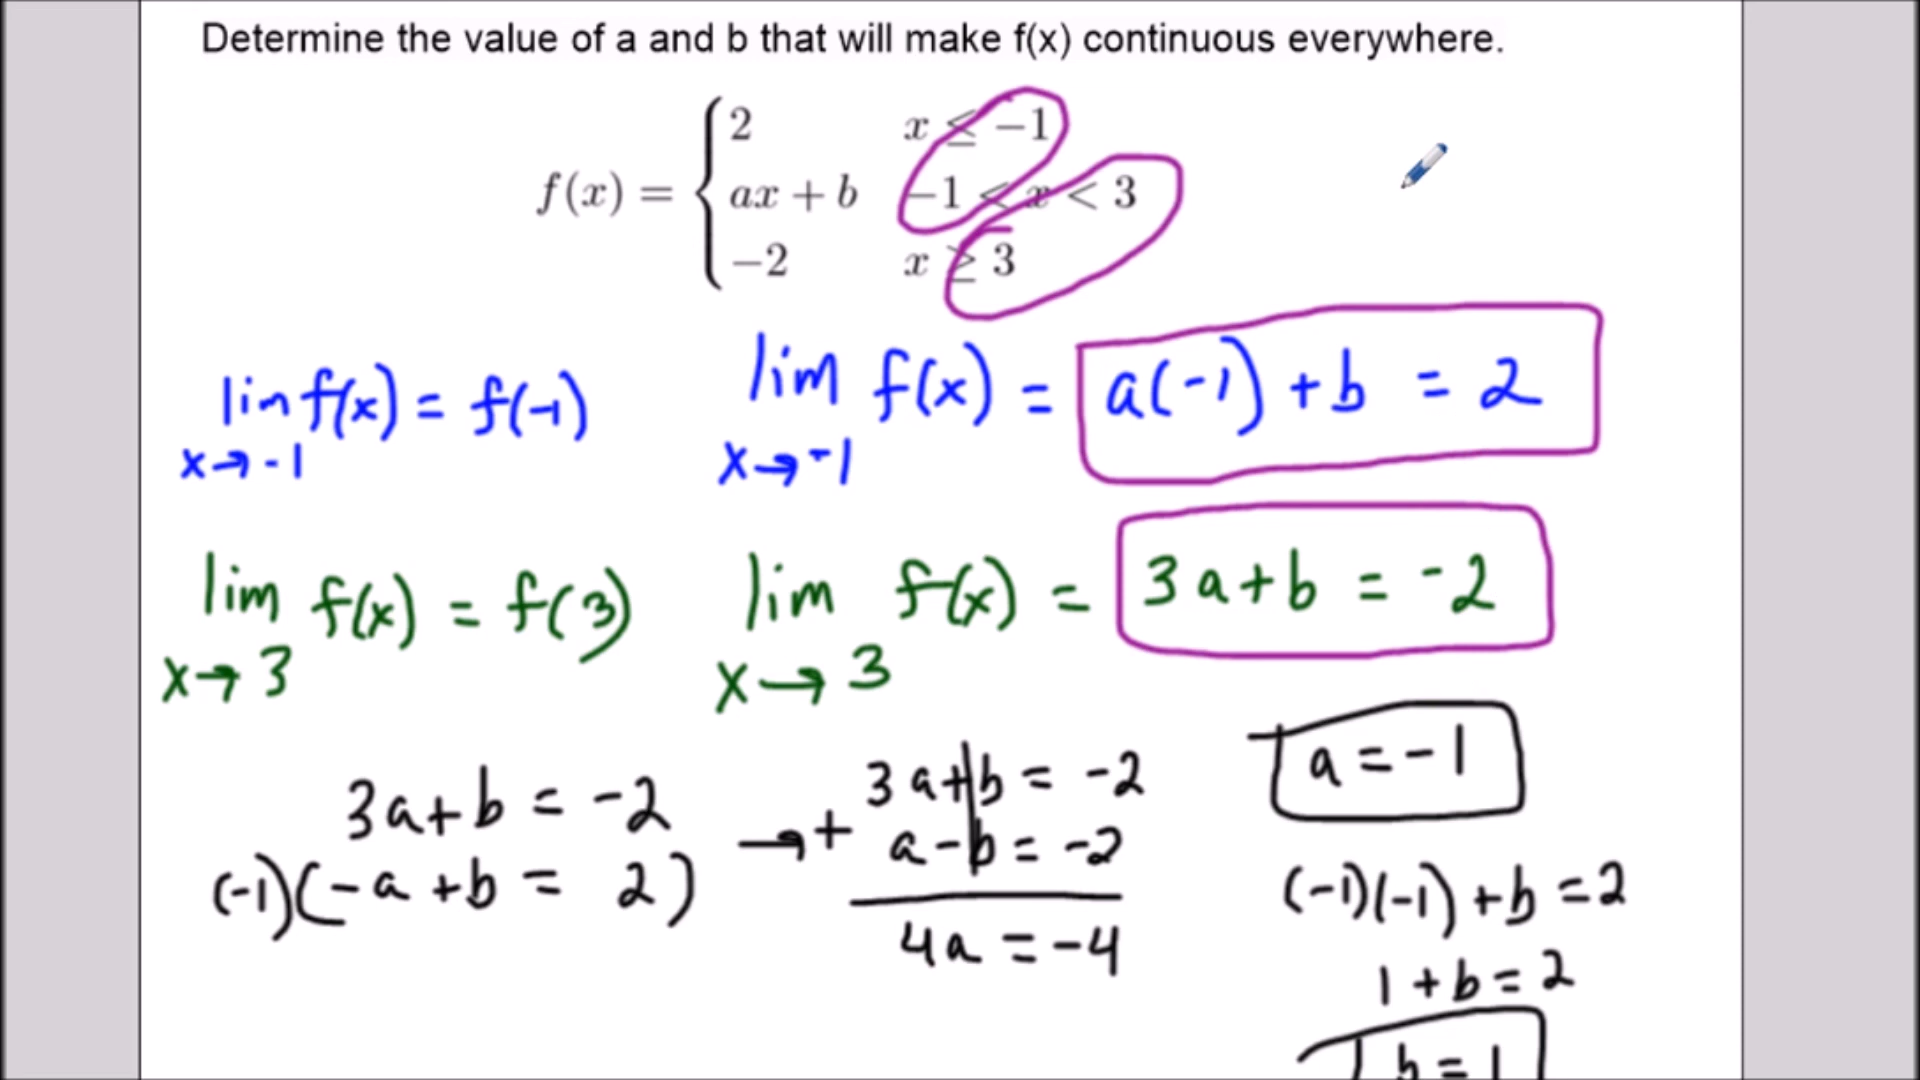 Determine the value of a and b that will make f(x) continuous everywhere.
f(x) = { 2 x ≤ −1
ax + b −1 < x < 3
−2 x ≥ 3
lim f(x) = f(-1)
x→-1
lim f(x) = a(-1) + b = 2
x→-1
lim f(x) = f(3)
x→3
lim f(x) = 3a+b = -2
x→3
3a+b = -2
(-1)(-a+b = 2)
→ + 3a+b = -2
a-b = -2
4a = -4
a = -1
(-1)(-1) + b = 2
1 + b = 2
b = 1